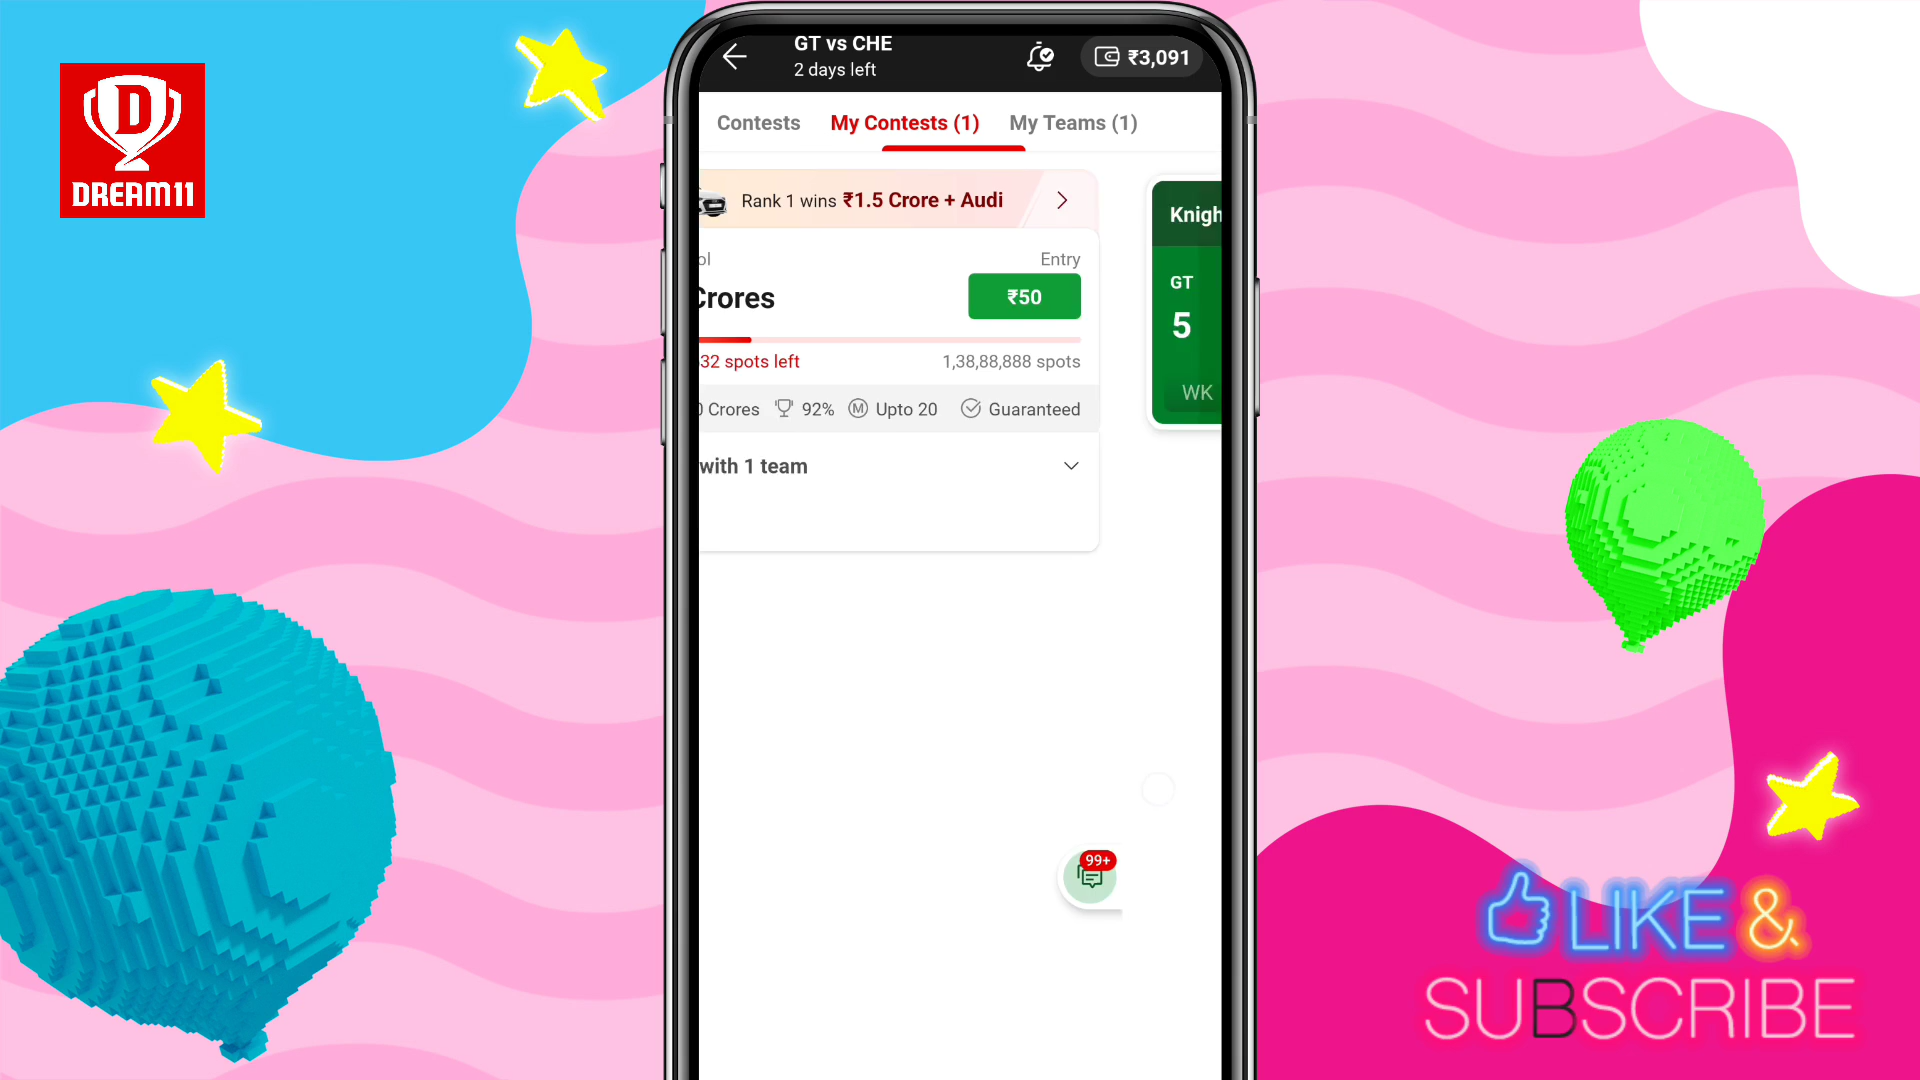 D
DREAM11
GT vs CHE
2 days left
₹3,091
Contests
My Contests (1)
My Teams (1)
Rank 1 wins ₹1.5 Crore + Audi
Entry
Crores
₹50
32 spots left
1,38,88,888 spots
Crores
92%
M
Upto 20
Guaranteed
with 1 team
Knigh
GT
5
WK
99+
LIKE &
SUBSCRIBE